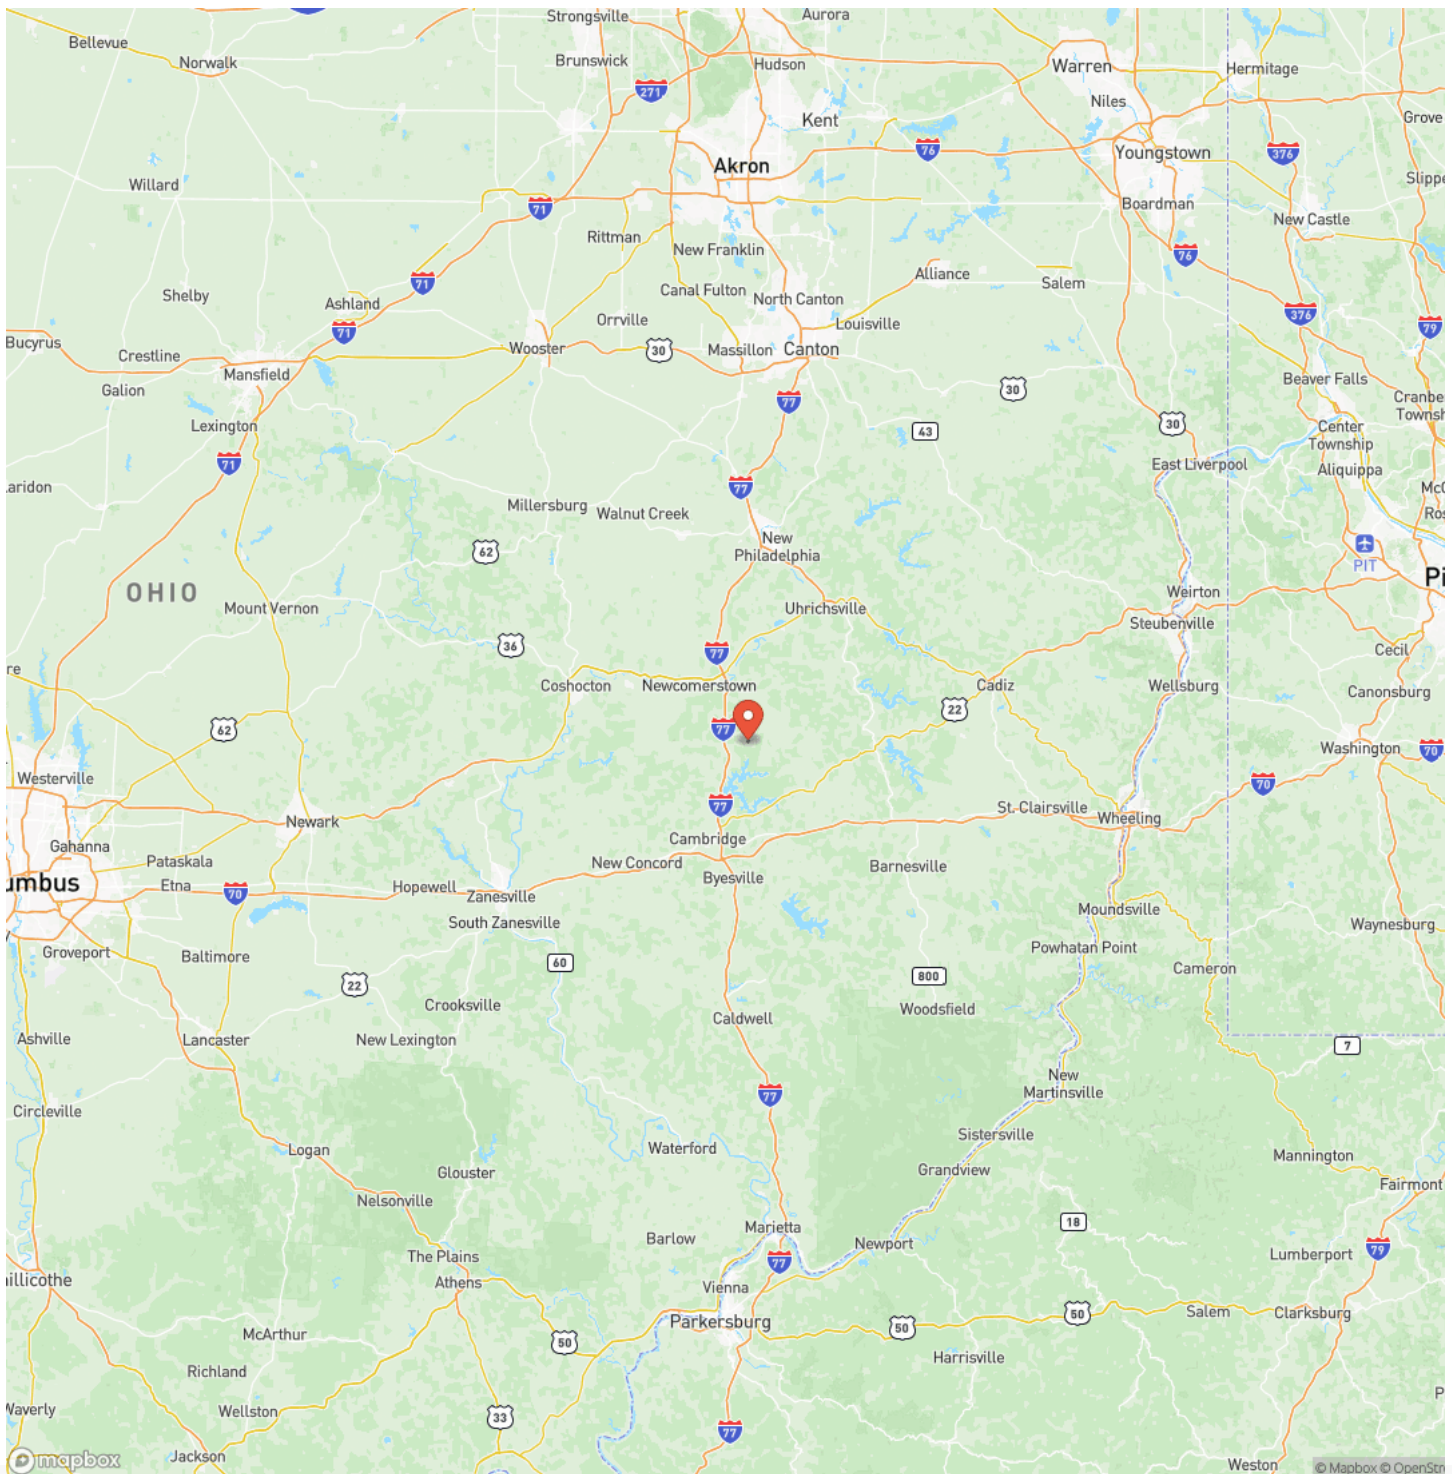 Strongsville
Aurora
Bellevue
Norwalk
Brunswick
Hudson
Warren
Hermitage
271
Niles
Kent
Grove
76
Youngstown
376
Akron
Willard
Slippe
Boardman
71
New Castle
Rittman
New Franklin
76
Alliance
Salem
71
Canal Fulton
North Canton
Shelby
Ashland
376
Orrville
Louisville
79
71
Bucyrus
Crestline
Wooster
30
Massillon
Canton
Mansfield
Galion
30
Beaver Falls
77
Cranbe
Townsh
Lexington
43
30
Center
Township
71
East Liverpool
Aliquippa
aridon
77
McC
Millersburg
Walnut Creek
Ros
62
New
Philadelphia
PIT
Pi
OHIO
Weirton
Mount Vernon
Uhrichsville
Steubenville
36
77
Cecil
re
Coshocton
Newcomerstown
Cadiz
Wellsburg
Canonsburg
22
62
77
Washington
70
Westerville
70
77
St. Clairsville
Wheeling
Newark
Cambridge
Gahanna
Pataskala
New Concord
Barnesville
umbus
Etna
70
Hopewell
Zanesville
Byesville
South Zanesville
Moundsville
Waynesburg
Groveport
Baltimore
Powhatan Point
60
Cameron
22
800
Crooksville
Woodsfield
Caldwell
Ashville
Lancaster
New Lexington
7
77
New
Martinsville
Circleville
Sistersville
Logan
Waterford
Mannington
Glouster
Grandview
Fairmont
Nelsonville
Marietta
18
Barlow
Newport
The Plains
77
Lumberport
79
illicothe
Athens
Vienna
Parkersburg
50
50
Salem
Clarksburg
McArthur
50
Harrisville
Richland
P
Waverly
Wellston
33
77
Jackson
Weston
mapbox
© Mapbox © OpenStre